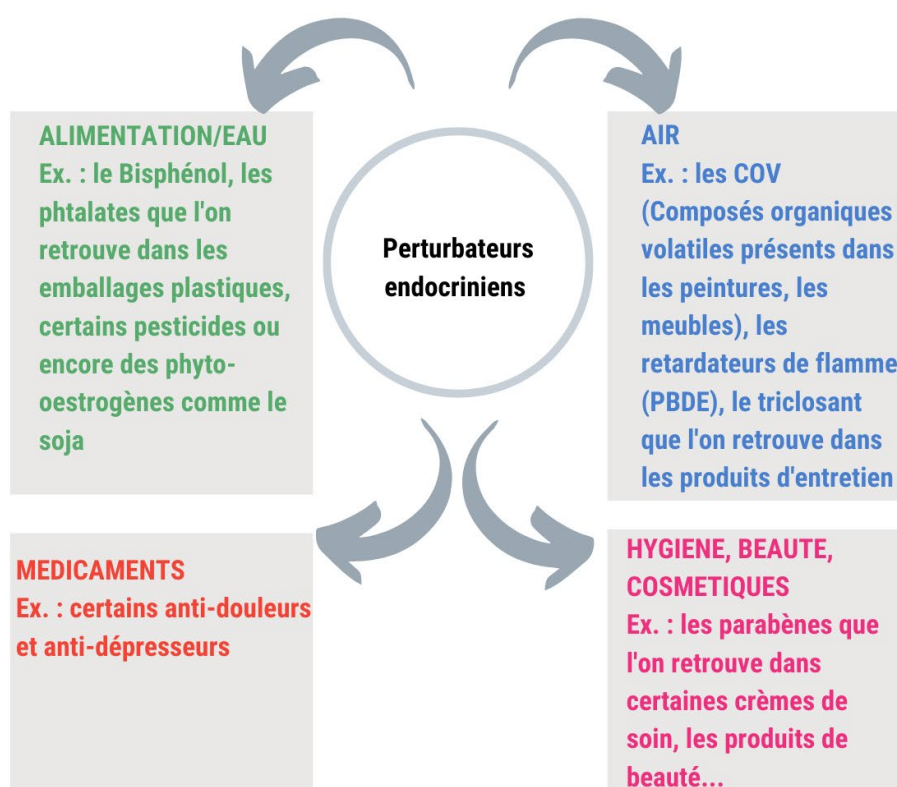 ALIMENTATION/EAU
Ex. : le Bisphénol, les
phtalates que l'on
retrouve dans les
emballages plastiques,
certains pesticides ou
encore des phyto-
oestrogènes comme le
soja
Perturbateurs
endocriniens
AIR
Ex. : les COV
(Composés organiques
volatiles présents dans
les peintures, les
meubles), les
retardateurs de flamme
(PBDE), le triclosant
que l'on retrouve dans
les produits d'entretien
MEDICAMENTS
Ex. : certains anti-douleurs
et anti-dépresseurs
HYGIENE, BEAUTE,
COSMETIQUES
Ex. : les parabènes que
l'on retrouve dans
certaines crèmes de
soin, les produits de
beauté...